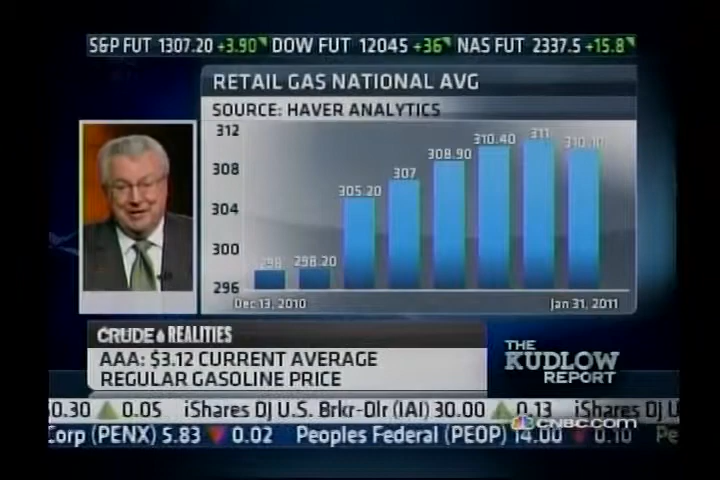 S&P FUT 1307.20 +3.90 DOW FUT 12045 +36 NAS FUT 2337.5 +15.8
RETAIL GAS NATIONAL AVG
SOURCE: HAVER ANALYTICS
312
308
304
300
296
298
298.20
305.20
307
308.90
310.40
311
310.10
Dec 13, 2010
Jan 31, 2011
CRUDE REALITIES
AAA: $3.12 CURRENT AVERAGE
REGULAR GASOLINE PRICE
THE
KUDLOW
REPORT
0.30 0.05 iShares DJ U.S. Brkr-Dlr (IAI) 30.00 0.13 iShares DJ U
CNBC.com
Corp (PENX) 5.83 0.02 Peoples Federal (PEOP) 14.00 0.10 Pe